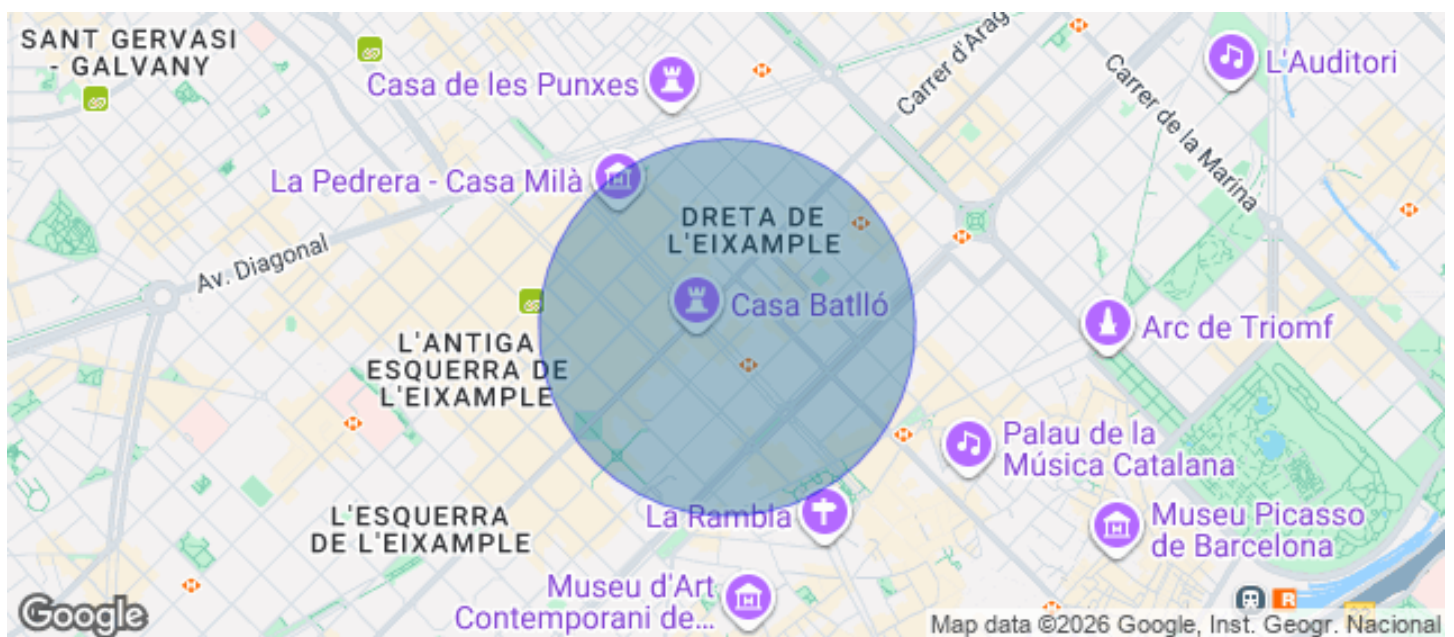 SANT GERVASI
- GALVANY
Casa de les Punxes
Carrer d'Arag
L'Auditori
Carrer de la Marina
La Pedrera - Casa Milà
DRETA DE
L'EIXAMPLE
Av. Diagonal
Casa Batlló
Arc de Triomf
L'ANTIGA
ESQUERRA DE
L'EIXAMPLE
Palau de la
Música Catalana
L'ESQUERRA
DE L'EIXAMPLE
La Rambla
Museu Picasso
de Barcelona
Museu d'Art
Contemporani de...
R
Google
Map data ©2026 Google, Inst. Geogr. Nacional